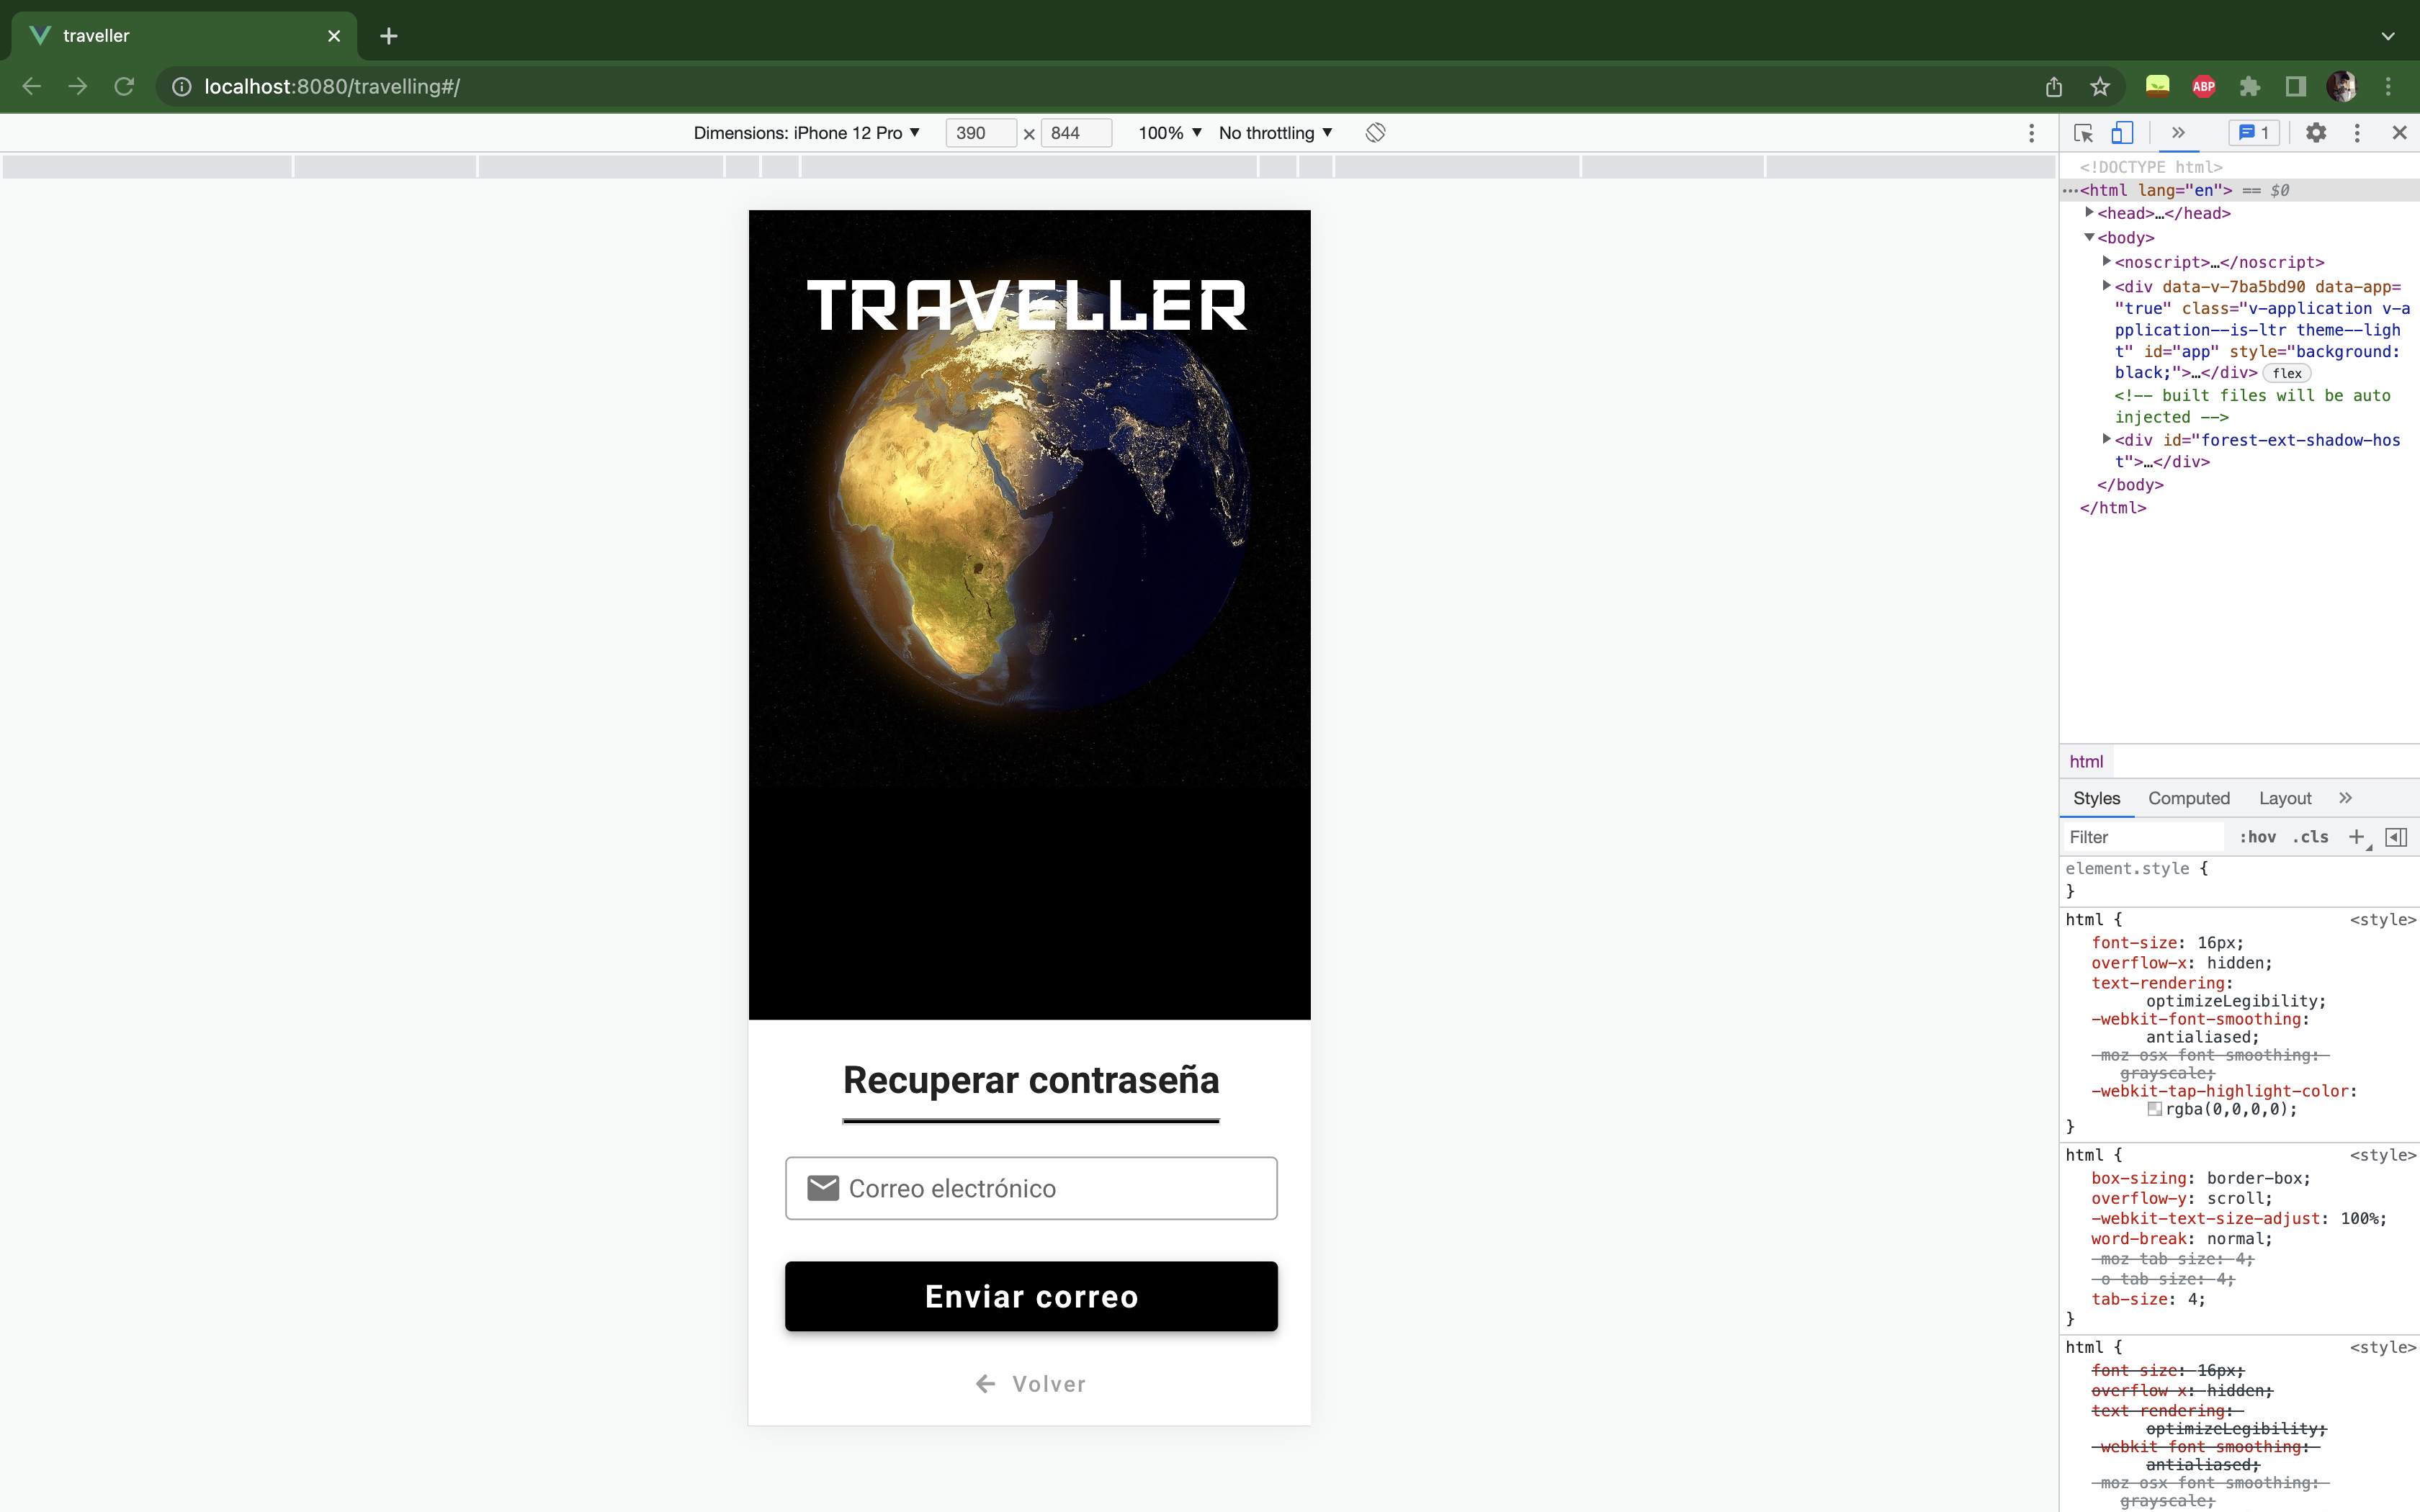 traveller
localhost:8080/travelling#/
ABP
Dimensions: iPhone 12 Pro ▼ 390 × 844 100% ▼ No throttling ▼
1
TRAVELLER
Recuperar contraseña
Correo electrónico
Enviar correo
Volver
<!DOCTYPE html>
…<html lang="en"> == $0
<head>…</head>
<body>
<noscript>…</noscript>
<div data-v-7ba5bd90 data-app=
"true" class="v-application v-a
pplication--is-ltr theme--ligh
t" id="app" style="background:
black;">…</div> flex
<!-- built files will be auto
injected -->
<div id="forest-ext-shadow-hos
t">…</div>
</body>
</html>
html
Styles Computed Layout
Filter :hov .cls
element.style {
}
html { <style>
font-size: 16px;
overflow-x: hidden;
text-rendering:
optimizeLegibility;
-webkit-font-smoothing:
antialiased;
-moz-osx-font-smoothing:
grayscale;
-webkit-tap-highlight-color:
rgba(0,0,0,0);
}
html { <style>
box-sizing: border-box;
overflow-y: scroll;
-webkit-text-size-adjust: 100%;
word-break: normal;
-moz-tab-size: 4;
-o-tab-size: 4;
tab-size: 4;
}
html { <style>
font-size: 16px;
overflow-x: hidden;
text-rendering:
optimizeLegibility;
-webkit-font-smoothing:
antialiased;
-moz-osx-font-smoothing:
grayscale;